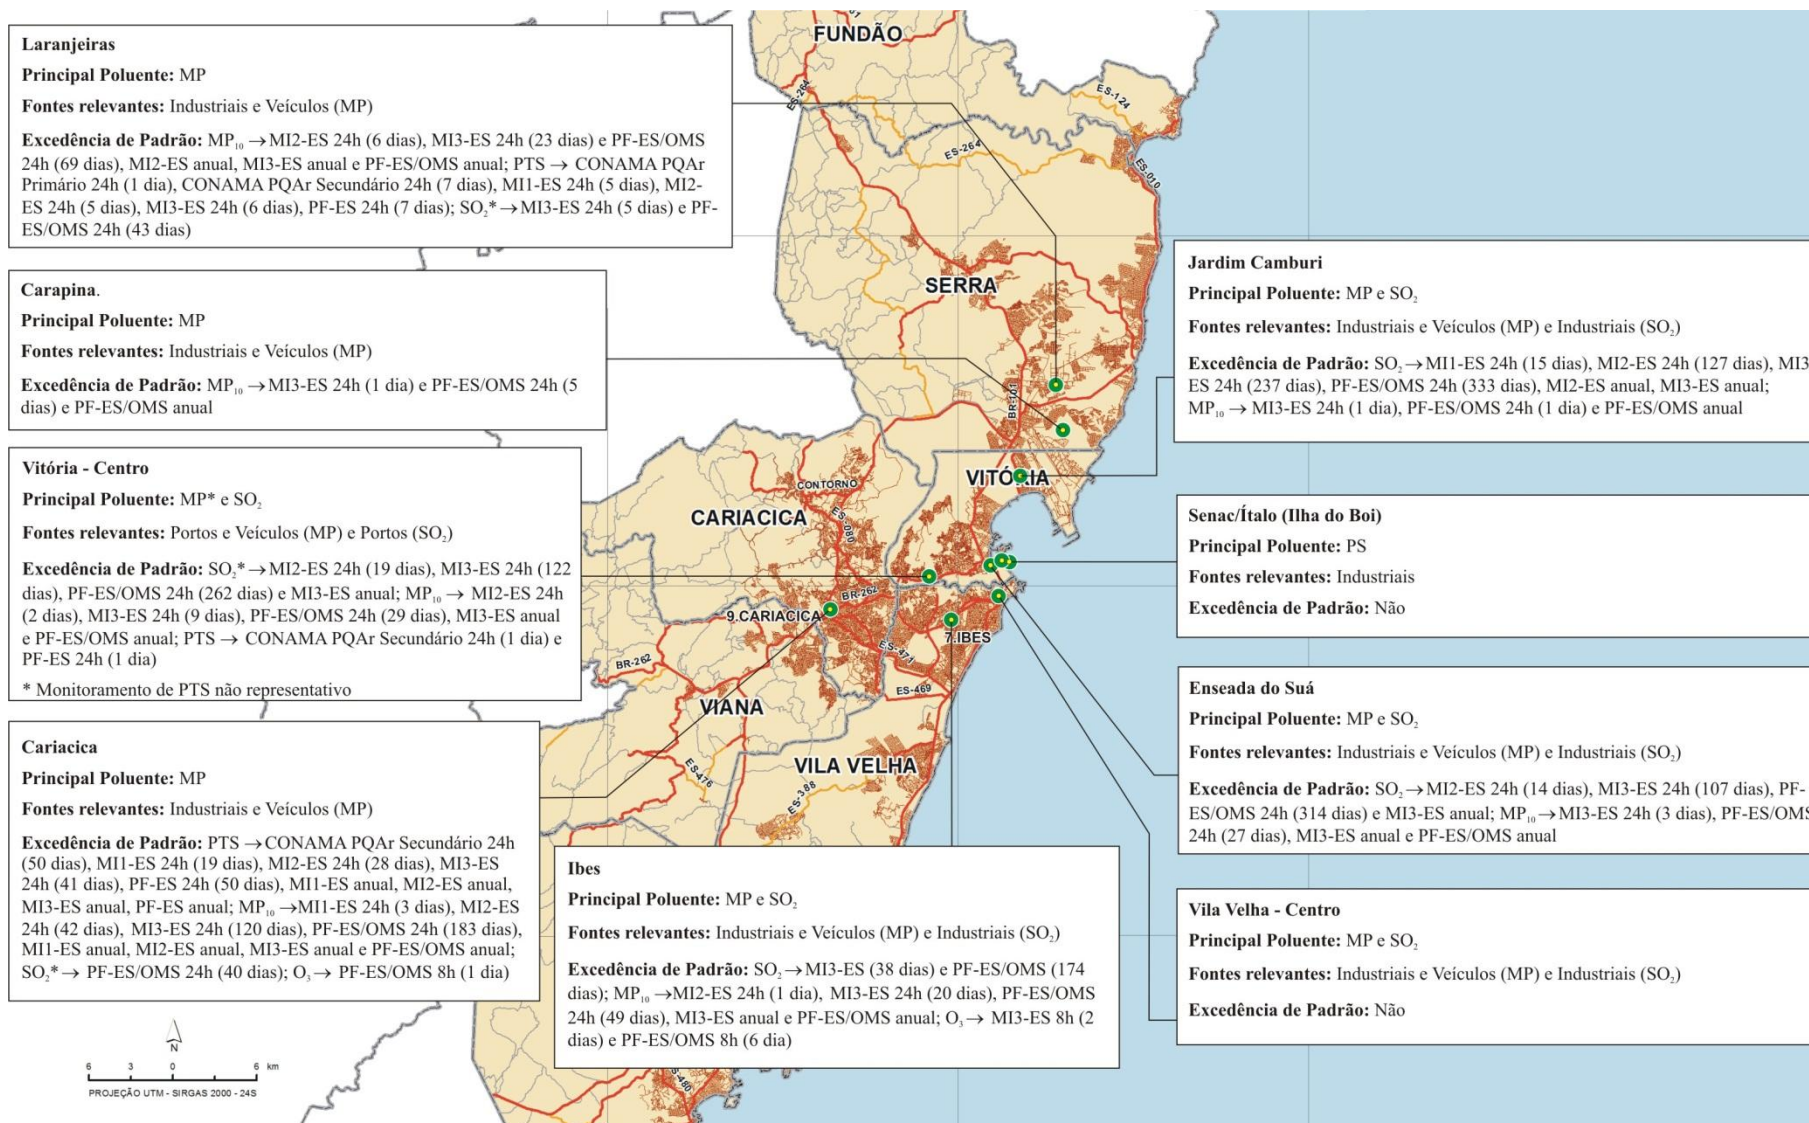 Laranjeiras
Principal Poluente: MP
Fontes relevantes: Industriais e Veículos (MP)
Excedência de Padrão: MP₁₀ → MI2-ES 24h (6 dias), MI3-ES 24h (23 dias) e PF-ES/OMS
24h (69 dias), MI2-ES anual, MI3-ES anual e PF-ES/OMS anual; PTS → CONAMA PQAr
Primário 24h (1 dia), CONAMA PQAr Secundário 24h (7 dias), MI1-ES 24h (5 dias), MI2-
ES 24h (5 dias), MI3-ES 24h (6 dias), PF-ES 24h (7 dias); SO₂* → MI3-ES 24h (5 dias) e PF-
ES/OMS 24h (43 dias)
Carapina.
Principal Poluente: MP
Fontes relevantes: Industriais e Veículos (MP)
Excedência de Padrão: MP₁₀ → MI3-ES 24h (1 dia) e PF-ES/OMS 24h (5
dias) e PF-ES/OMS anual
Vitória - Centro
Principal Poluente: MP* e SO₂
Fontes relevantes: Portos e Veículos (MP) e Portos (SO₂)
Excedência de Padrão: SO₂* → MI2-ES 24h (19 dias), MI3-ES 24h (122
dias), PF-ES/OMS 24h (262 dias) e MI3-ES anual; MP₁₀ → MI2-ES 24h
(2 dias), MI3-ES 24h (9 dias), PF-ES/OMS 24h (29 dias), MI3-ES anual
e PF-ES/OMS anual; PTS → CONAMA PQAr Secundário 24h (1 dia) e
PF-ES 24h (1 dia)
* Monitoramento de PTS não representativo
Cariacica
Principal Poluente: MP
Fontes relevantes: Industriais e Veículos (MP)
Excedência de Padrão: PTS → CONAMA PQAr Secundário 24h
(50 dias), MI1-ES 24h (19 dias), MI2-ES 24h (28 dias), MI3-ES
24h (41 dias), PF-ES 24h (50 dias), MI1-ES anual, MI2-ES anual,
MI3-ES anual, PF-ES anual; MP₁₀ → MI1-ES 24h (3 dias), MI2-ES
24h (42 dias), MI3-ES 24h (120 dias), PF-ES/OMS 24h (183 dias),
MI1-ES anual, MI2-ES anual, MI3-ES anual e PF-ES/OMS anual;
SO₂* → PF-ES/OMS 24h (40 dias); O₃ → PF-ES/OMS 8h (1 dia)
Ibes
Principal Poluente: MP e SO₂
Fontes relevantes: Industriais e Veículos (MP) e Industriais (SO₂)
Excedência de Padrão: SO₂ → MI3-ES (38 dias) e PF-ES/OMS (174
dias); MP₁₀ → MI2-ES 24h (1 dia), MI3-ES 24h (20 dias), PF-ES/OMS
24h (49 dias), MI3-ES anual e PF-ES/OMS anual; O₃ → MI3-ES 8h (2
dias) e PF-ES/OMS 8h (6 dia)
Jardim Camburi
Principal Poluente: MP e SO₂
Fontes relevantes: Industriais e Veículos (MP) e Industriais (SO₂)
Excedência de Padrão: SO₂ → MI1-ES 24h (15 dias), MI2-ES 24h (127 dias), MI3
ES 24h (237 dias), PF-ES/OMS 24h (333 dias), MI2-ES anual, MI3-ES anual;
MP₁₀ → MI3-ES 24h (1 dia), PF-ES/OMS 24h (1 dia) e PF-ES/OMS anual
Senac/Ítalo (Ilha do Boi)
Principal Poluente: PS
Fontes relevantes: Industriais
Excedência de Padrão: Não
Enseada do Suá
Principal Poluente: MP e SO₂
Fontes relevantes: Industriais e Veículos (MP) e Industriais (SO₂)
Excedência de Padrão: SO₂ → MI2-ES 24h (14 dias), MI3-ES 24h (107 dias), PF-
ES/OMS 24h (314 dias) e MI3-ES anual; MP₁₀ → MI3-ES 24h (3 dias), PF-ES/OMS
24h (27 dias), MI3-ES anual e PF-ES/OMS anual
Vila Velha - Centro
Principal Poluente: MP e SO₂
Fontes relevantes: Industriais e Veículos (MP) e Industriais (SO₂)
Excedência de Padrão: Não
FUNDÃO
ES-264
ES-124
ES-264
ES-010
SERRA
BR-101
VITÓRIA
CONTORNO
CARIACICA
ES-080
BR-262
9.CARIACICA
7.IBES
ES-471
BR-262
ES-469
VIANA
VILA VELHA
ES-476
ES-388
ES-480
N
6 3 0 6 km
PROJEÇÃO UTM - SIRGAS 2000 - 24S